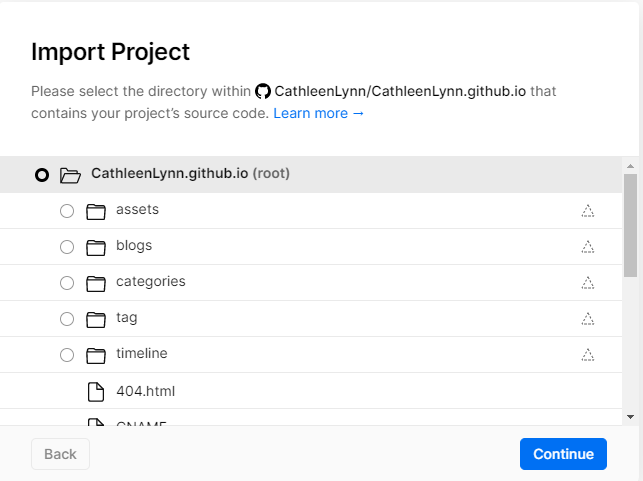 Import Project
Please select the directory within CathleenLynn/CathleenLynn.github.io that
contains your project's source code. Learn more →
CathleenLynn.github.io (root)
assets
blogs
categories
tag
timeline
404.html
CNAME
Back
Continue